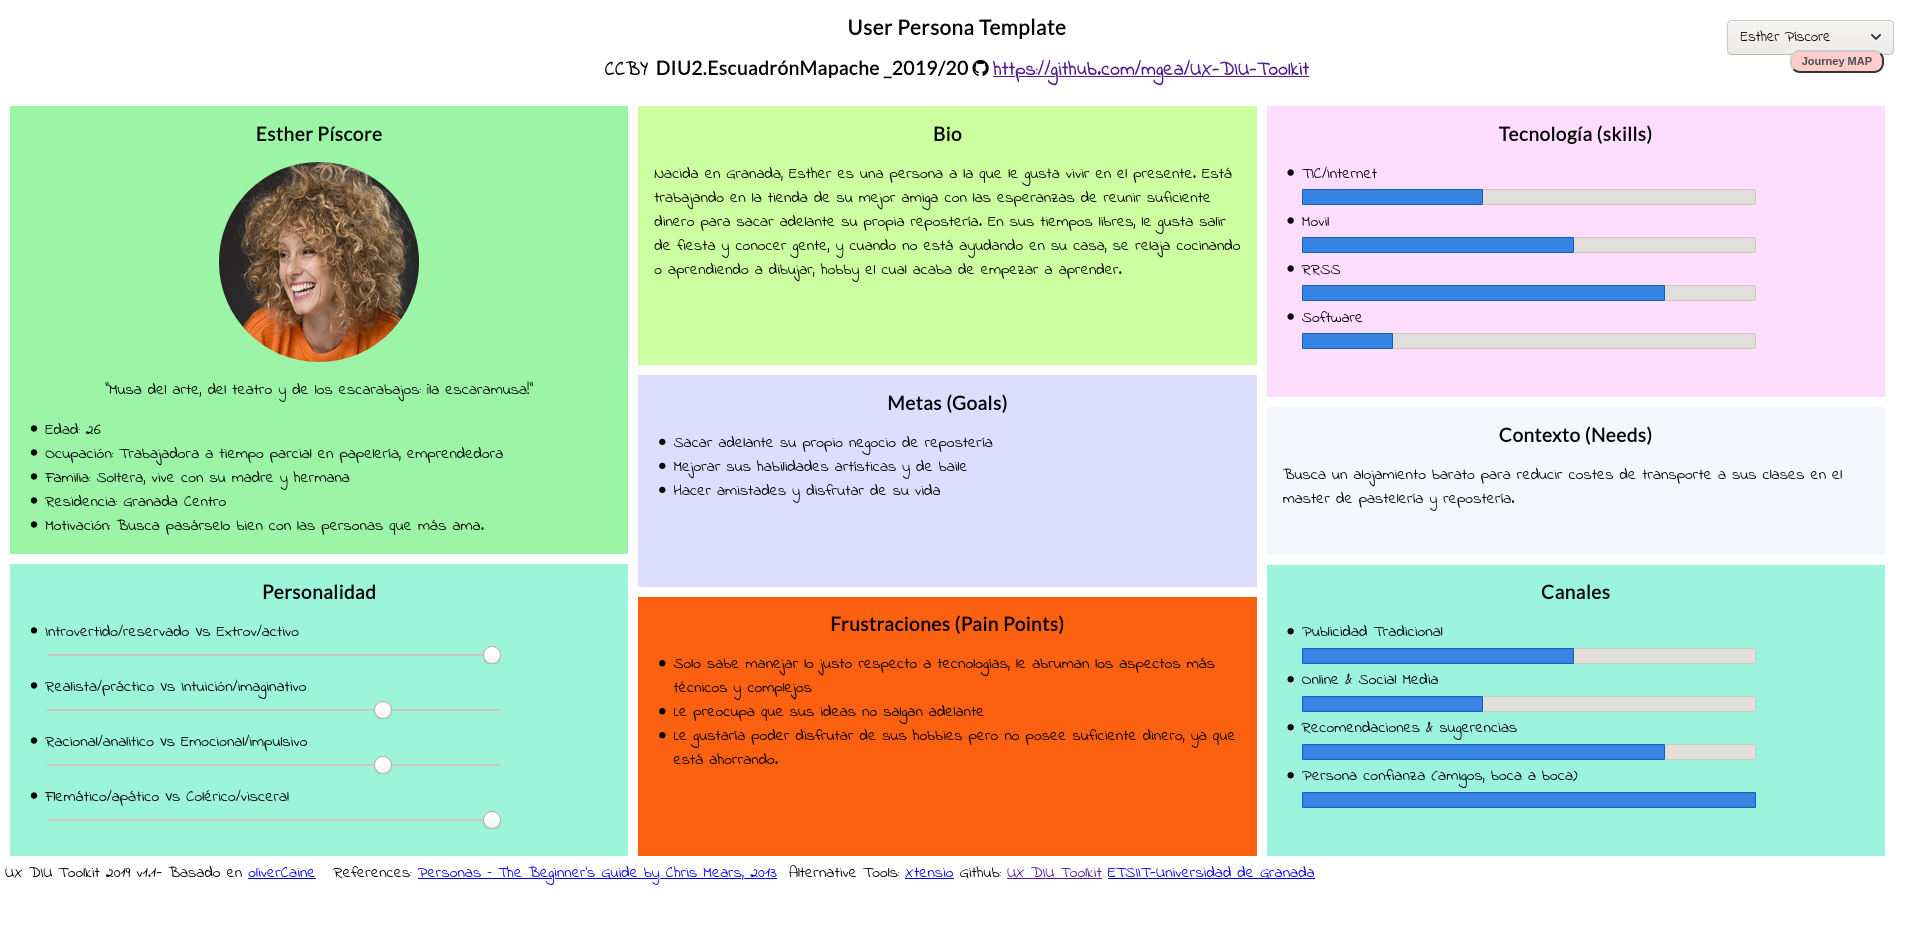 User Persona Template
Esther Píscore
CCBY DIU2.EscuadrónMapache _2019/20 https://github.com/mgea/UX-DIU-Toolkit
Journey MAP
Esther Píscore
"Musa del arte, del teatro y de los escarabajos: ¡la escaramusa!"
Edad: 26
Ocupación: Trabajadora a tiempo parcial en papelería, emprendedora
Familia: Soltera, vive con su madre y hermana
Residencia: Granada Centro
Motivación: Busca pasárselo bien con las personas que más ama.
Personalidad
Introvertido/reservado Vs Extrov/activo
Realista/práctico Vs Intuición/imaginativo
Racional/analítico Vs Emocional/impulsivo
Flemático/apático Vs Colérico/visceral
Bio
Nacida en Granada, Esther es una persona a la que le gusta vivir en el presente. Está
trabajando en la tienda de su mejor amiga con las esperanzas de reunir suficiente
dinero para sacar adelante su propia repostería. En sus tiempos libres, le gusta salir
de fiesta y conocer gente, y cuando no está ayudando en su casa, se relaja cocinando
o aprendiendo a dibujar, hobby el cual acaba de empezar a aprender.
Metas (Goals)
Sacar adelante su propio negocio de repostería
Mejorar sus habilidades artísticas y de baile
Hacer amistades y disfrutar de su vida
Frustraciones (Pain Points)
Solo sabe manejar lo justo respecto a tecnologías, le abruman los aspectos más
técnicos y complejos
Le preocupa que sus ideas no salgan adelante
Le gustaría poder disfrutar de sus hobbies pero no posee suficiente dinero, ya que
está ahorrando.
Tecnología (skills)
TIC/Internet
Movil
RRSS
Software
Contexto (Needs)
Busca un alojamiento barato para reducir costes de transporte a sus clases en el
master de pastelería y repostería.
Canales
Publicidad Tradicional
Online & Social Media
Recomendaciones & sugerencias
Persona confianza (amigos, boca a boca)
UX DIU Toolkit 2019 v1.1- Basado en oliverCaine References: Personas - The Beginner's Guide by Chris Mears, 2013 Alternative Tools: Xtensio Github: UX DIU Toolkit ETSIIT-Universidad de Granada